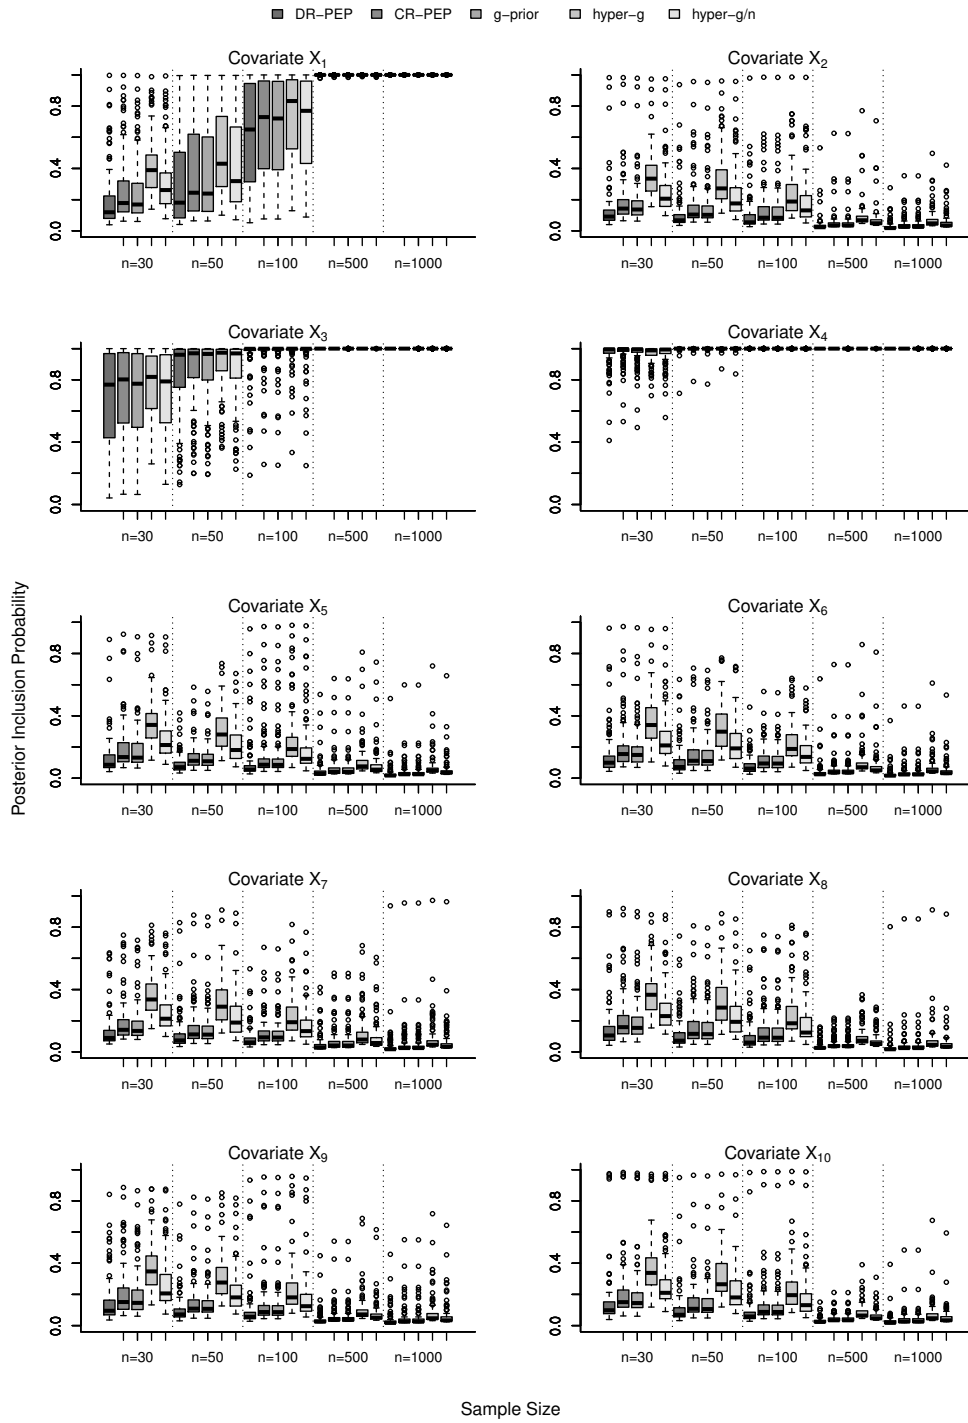 DR−PEP CR−PEP g−prior hyper−g hyper−g/n
Covariate X1
0.0 0.4 0.8
n=30 n=50 n=100 n=500 n=1000
Covariate X2
0.0 0.4 0.8
n=30 n=50 n=100 n=500 n=1000
Covariate X3
0.0 0.4 0.8
n=30 n=50 n=100 n=500 n=1000
Covariate X4
0.0 0.4 0.8
n=30 n=50 n=100 n=500 n=1000
Posterior Inclusion Probability
Covariate X5
0.0 0.4 0.8
n=30 n=50 n=100 n=500 n=1000
Covariate X6
0.0 0.4 0.8
n=30 n=50 n=100 n=500 n=1000
Covariate X7
0.0 0.4 0.8
n=30 n=50 n=100 n=500 n=1000
Covariate X8
0.0 0.4 0.8
n=30 n=50 n=100 n=500 n=1000
Covariate X9
0.0 0.4 0.8
n=30 n=50 n=100 n=500 n=1000
Covariate X10
0.0 0.4 0.8
n=30 n=50 n=100 n=500 n=1000
Sample Size